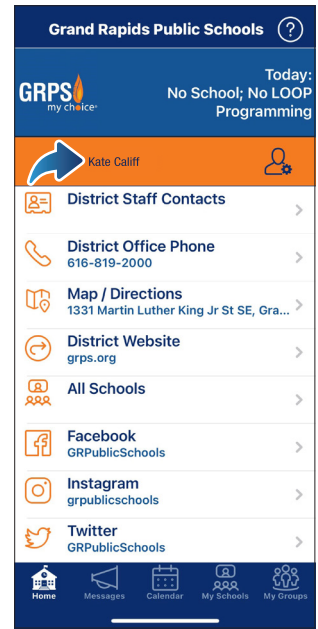 Grand Rapids Public Schools ?
GRPS
my choice
Today:
No School; No LOOP
Programming
Kate Califf
District Staff Contacts
District Office Phone
616-819-2000
Map / Directions
1331 Martin Luther King Jr St SE, Gra...
District Website
grps.org
All Schools
Facebook
GRPublicSchools
Instagram
grpublicschools
Twitter
GRPublicSchools
Home Messages Calendar My Schools My Groups